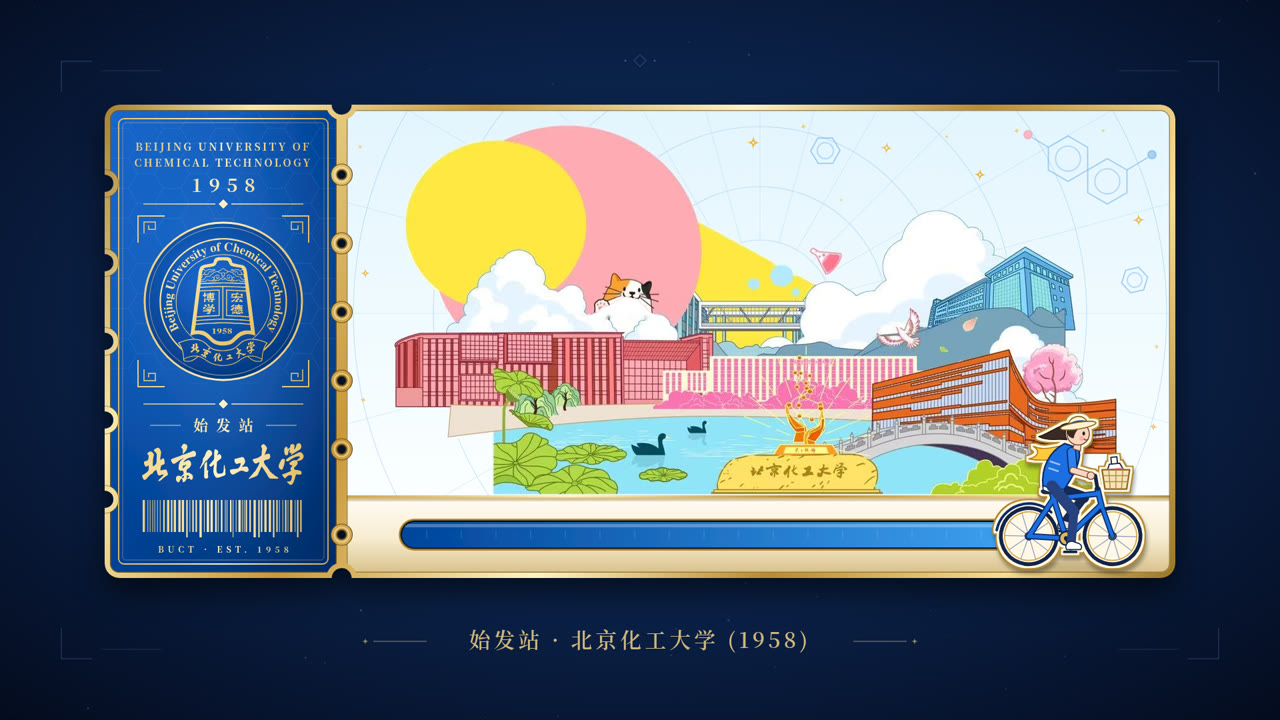 BEIJING UNIVERSITY OF
CHEMICAL TECHNOLOGY
1958
Beijing University of Chemical Technology
博学 宏德
1958
北京化工大学
始发站
北京化工大学
BUCT · EST. 1958
北京化工大学
始发站 · 北京化工大学 (1958)